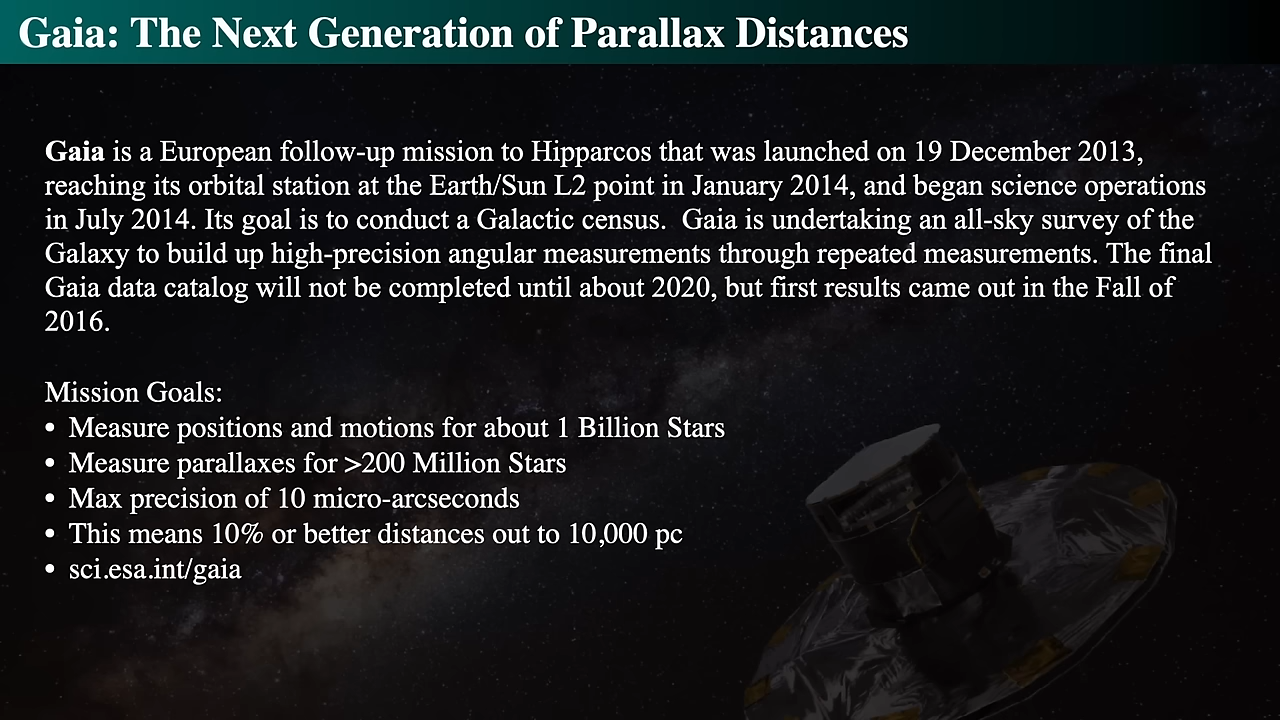 Gaia: The Next Generation of Parallax Distances
Gaia is a European follow-up mission to Hipparcos that was launched on 19 December 2013,
reaching its orbital station at the Earth/Sun L2 point in January 2014, and began science operations
in July 2014. Its goal is to conduct a Galactic census.  Gaia is undertaking an all-sky survey of the
Galaxy to build up high-precision angular measurements through repeated measurements. The final
Gaia data catalog will not be completed until about 2020, but first results came out in the Fall of
2016.
Mission Goals:
• Measure positions and motions for about 1 Billion Stars
• Measure parallaxes for >200 Million Stars
• Max precision of 10 micro-arcseconds
• This means 10% or better distances out to 10,000 pc
• sci.esa.int/gaia